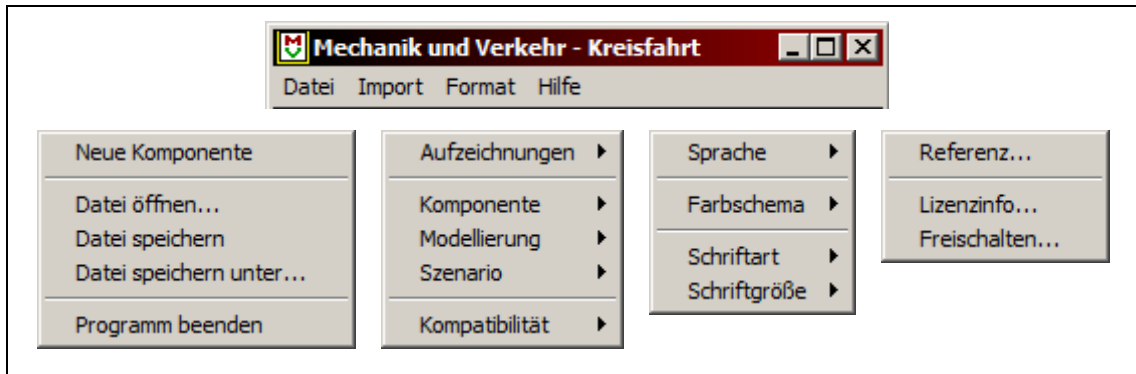 Mechanik und Verkehr - Kreisfahrt
Datei Import Format Hilfe
Neue Komponente
Datei öffnen...
Datei speichern
Datei speichern unter...
Programm beenden
Aufzeichnungen
Komponente
Modellierung
Szenario
Kompatibilität
Sprache
Farbschema
Schriftart
Schriftgröße
Referenz...
Lizenzinfo...
Freischalten...